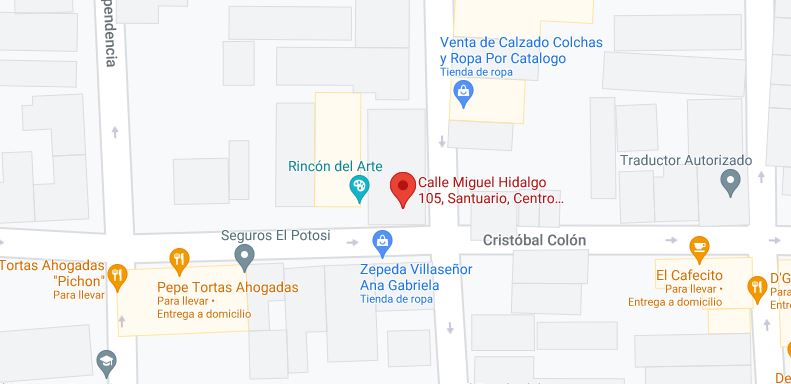 pendencia
Venta de Calzado Colchas
y Ropa Por Catalogo
Tienda de ropa
Rincón del Arte
Calle Miguel Hidalgo
105, Santuario, Centro...
Traductor Autorizado
Seguros El Potosi
Cristóbal Colón
Tortas Ahogadas
"Pichon"
Para llevar
Pepe Tortas Ahogadas
Para llevar •
Entrega a domicilio
Zepeda Villaseñor
Ana Gabriela
Tienda de ropa
El Cafecito
Para llevar •
Entrega a domicilio
D'G
Para
Entre
De